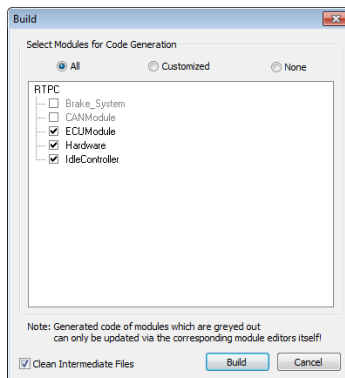 Build
Select Modules for Code Generation
All Customized None
RTPC
Brake_System
CANModule
ECUModule
Hardware
IdleController
Note: Generated code of modules which are greyed out
can only be updated via the corresponding module editors itself!
Clean Intermediate Files Build Cancel